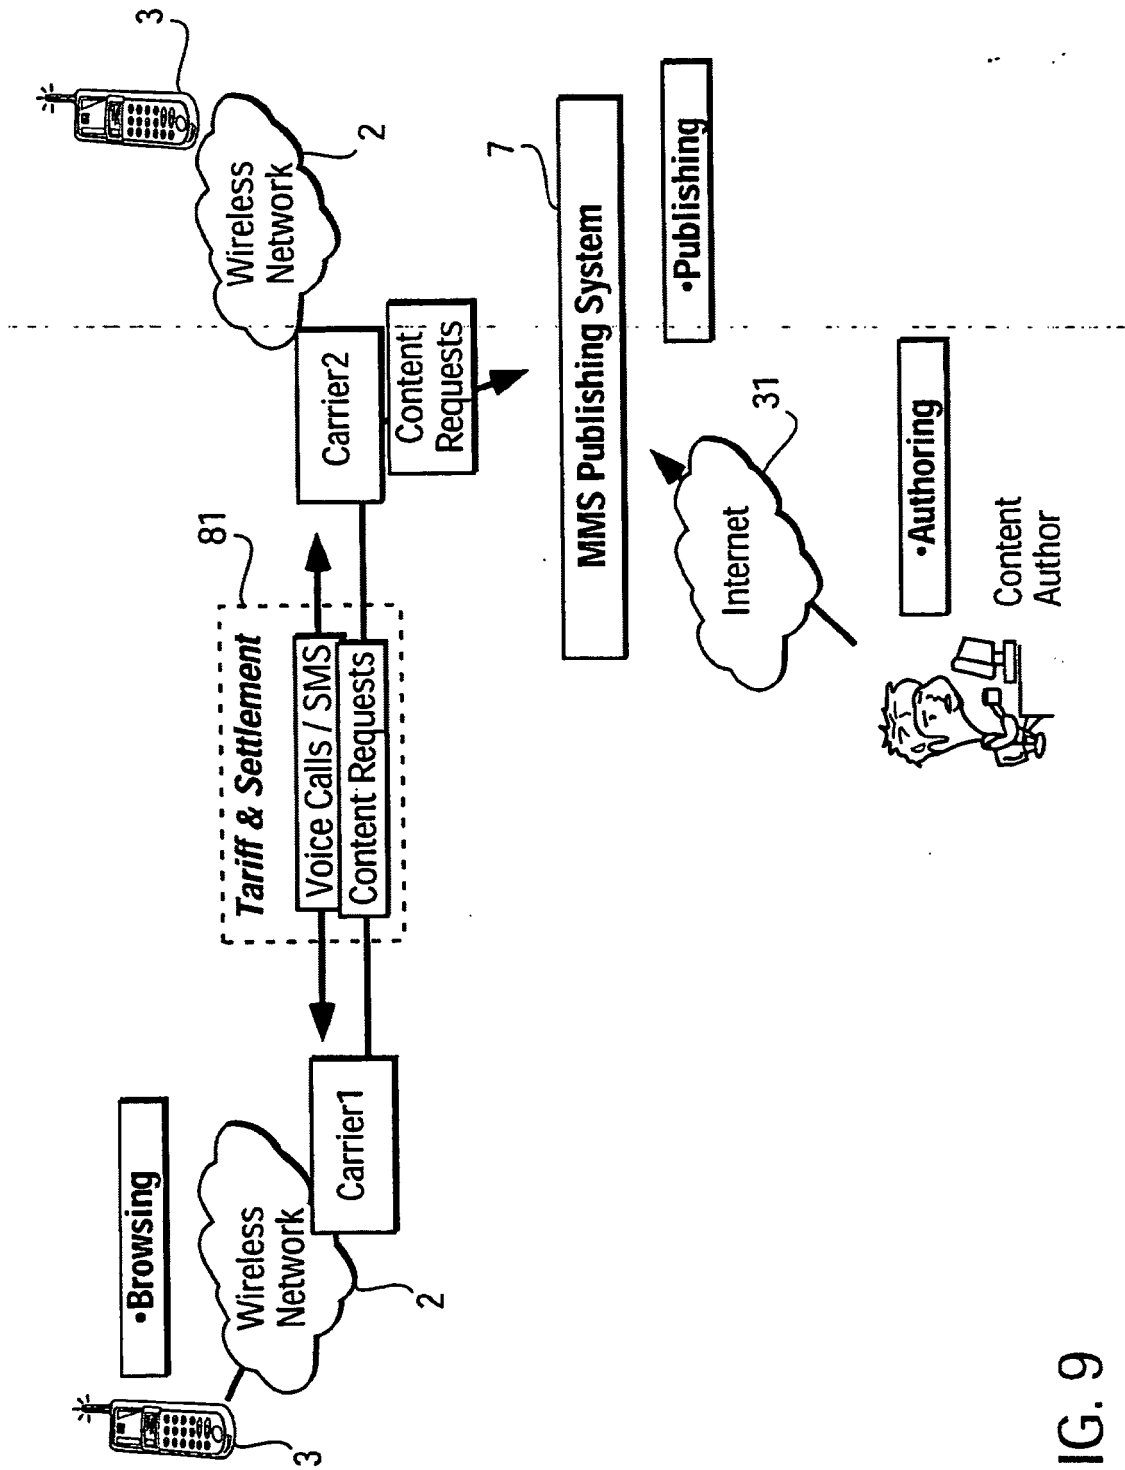 3
•Browsing
Wireless
Network
2
Carrier1
81
Tariff & Settlement
Voice Calls / SMS
Content Requests
3
Wireless
Network
2
Carrier2
Content
Requests
7
MMS Publishing System
•Publishing
Internet
31
•Authoring
Content
Author
IG. 9